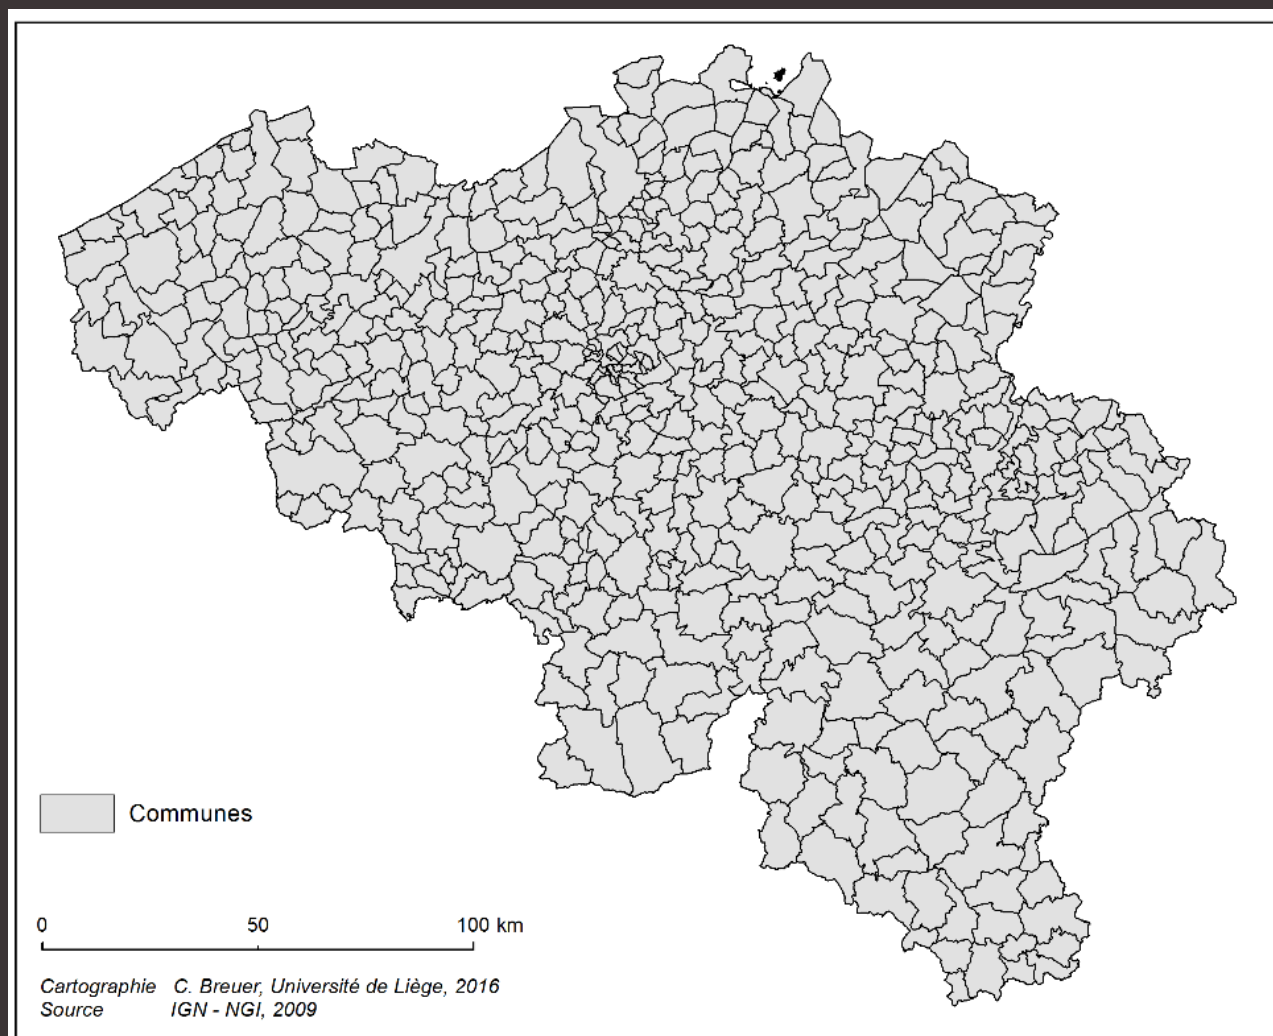 Communes
0 50 100 km
Cartographie C. Breuer, Université de Liège, 2016
Source IGN - NGI, 2009